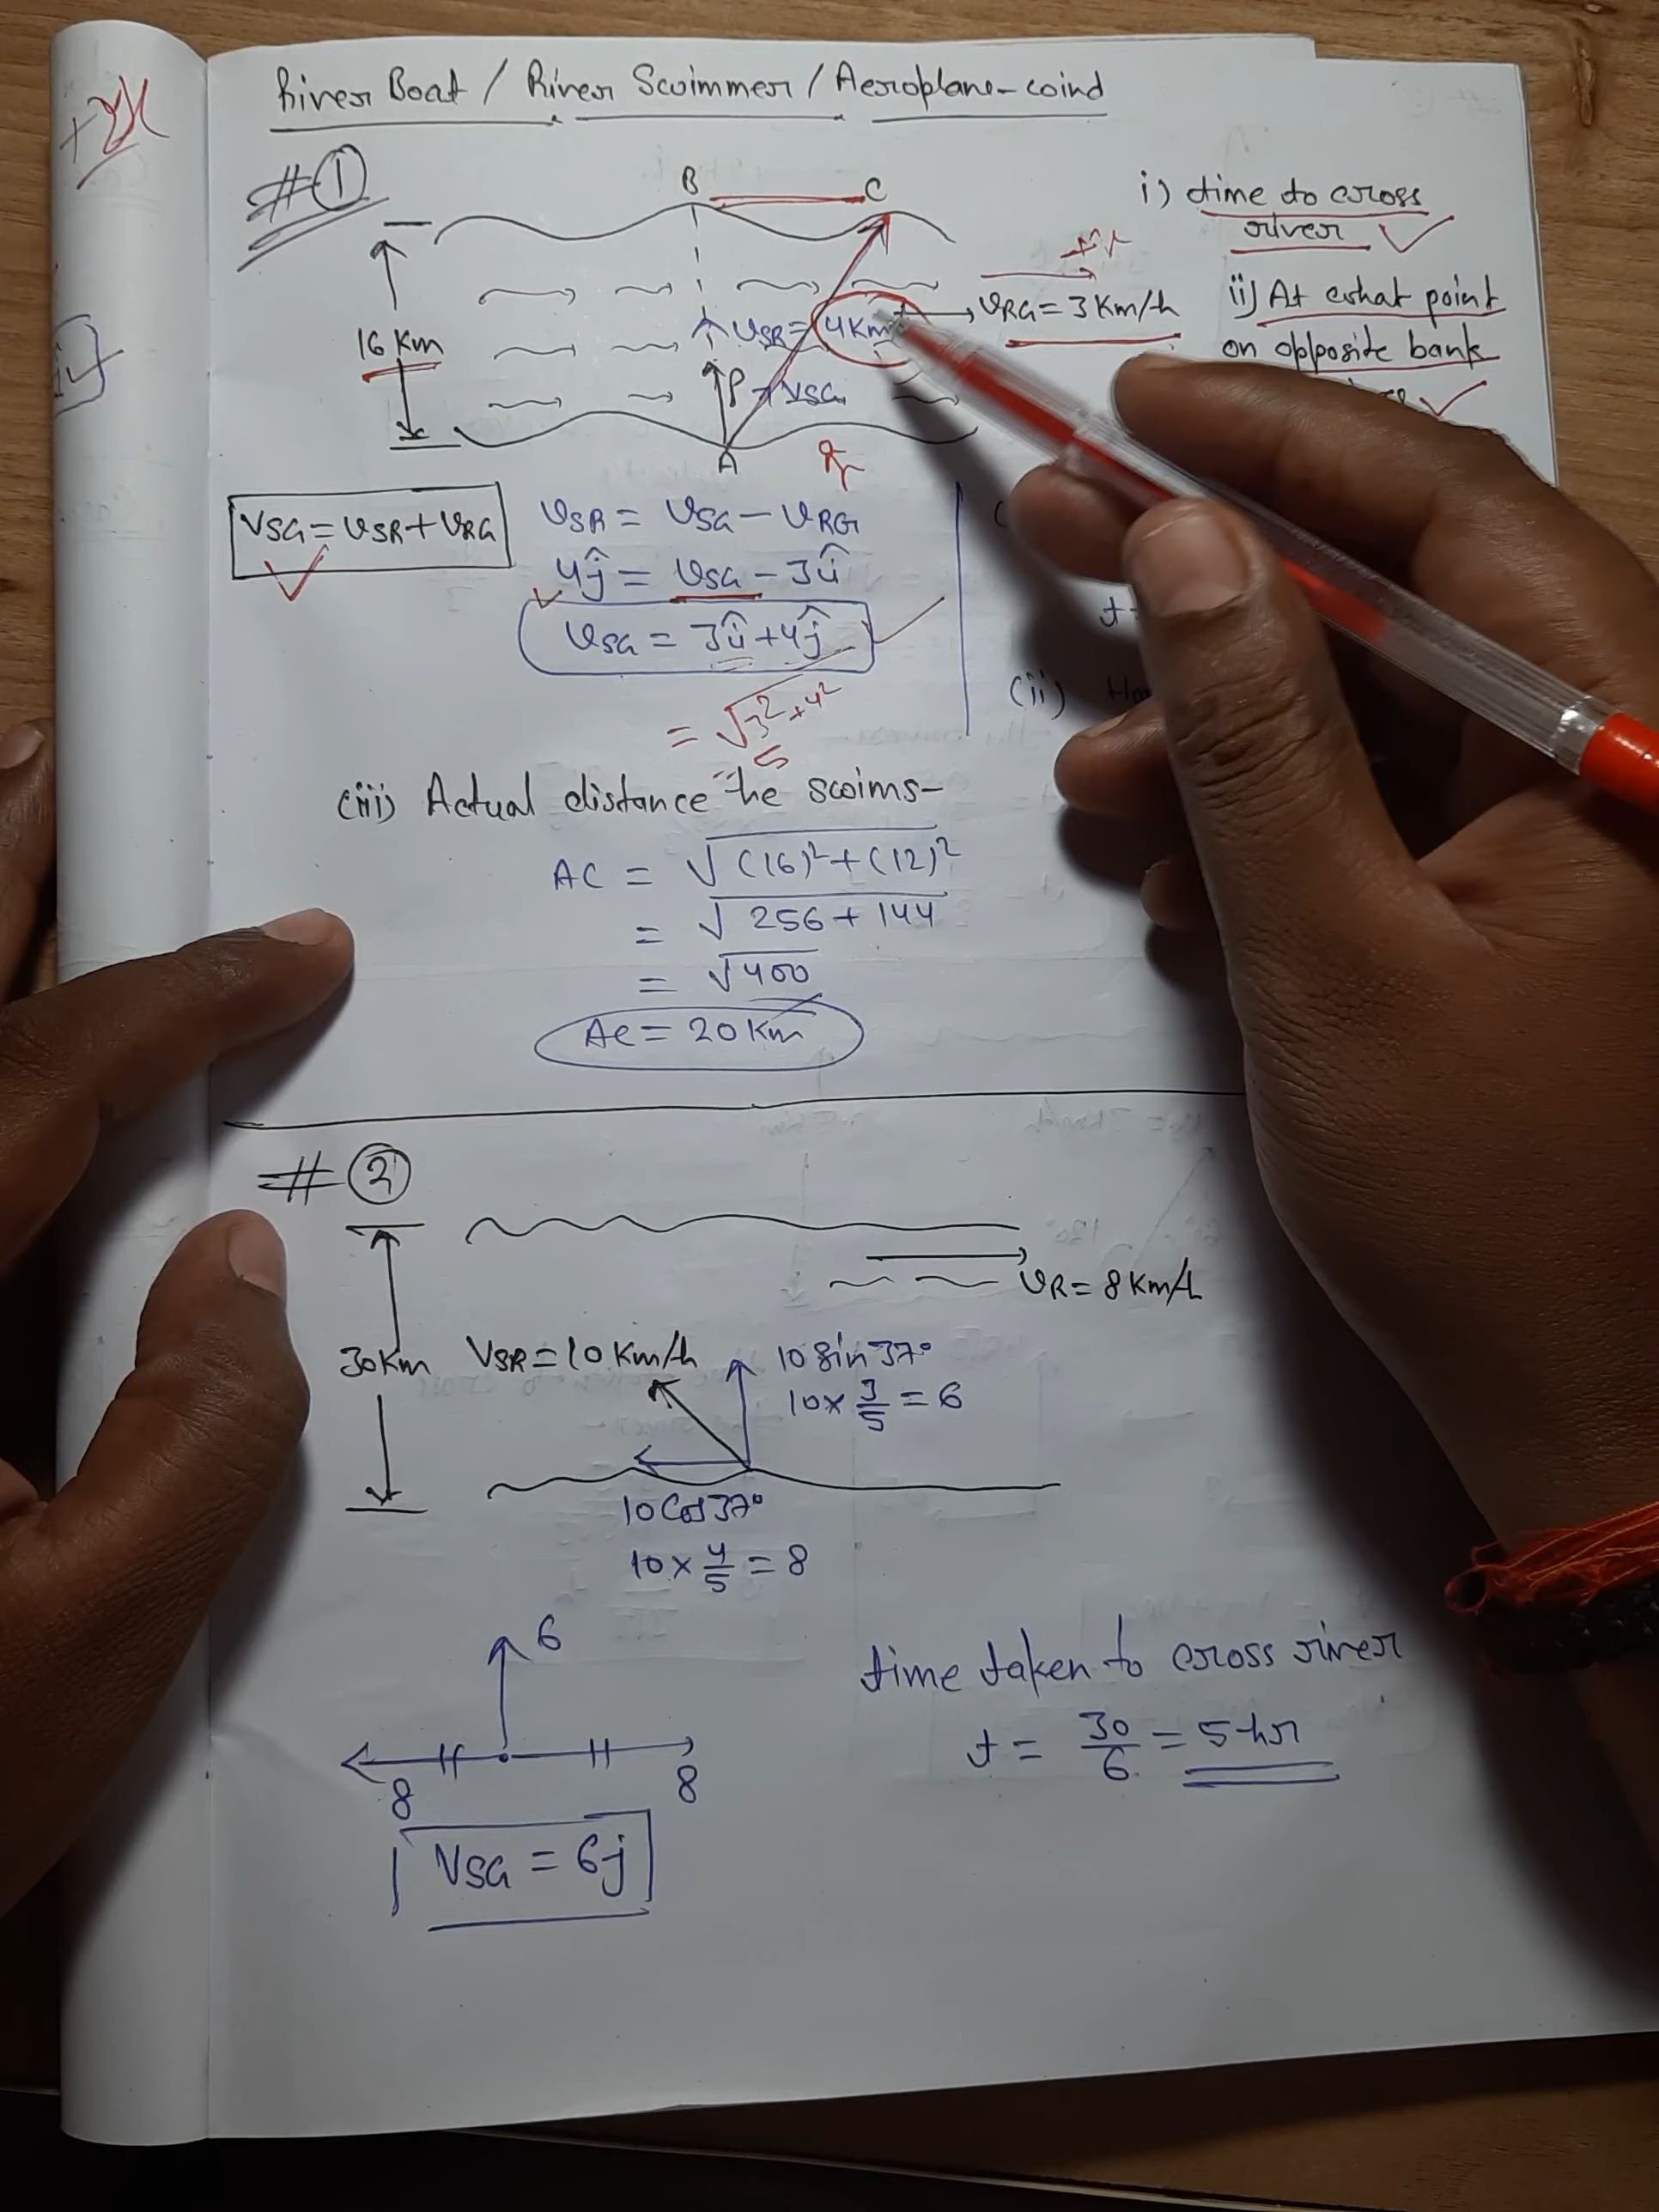 River Boat / River Swimmer / Aeroplane-wind
#①
B C
i) time to cross
river
+x
16 Km
VSR = 4Km
VRG = 3 Km/h
ii) At what point
on opposite bank
P
VSG
A
VSG = VSR + VRG
VSR = VSG − VRG
4ĵ = VSG − 3î
VSG = 3î + 4ĵ
= √3² + 4²
5
(ii)
(iii) Actual distance he swims-
AC = √(16)² + (12)²
= √256 + 144
= √400
AC = 20 Km
#②
VR = 8 Km/h
30 Km
VSR = 10 Km/h
10 Sin 37°
10 × 3/5 = 6
10 Cos 37°
10 × 4/5 = 8
6
8 8
VSG = 6j
time taken to cross river
t = 30/6 = 5 hr